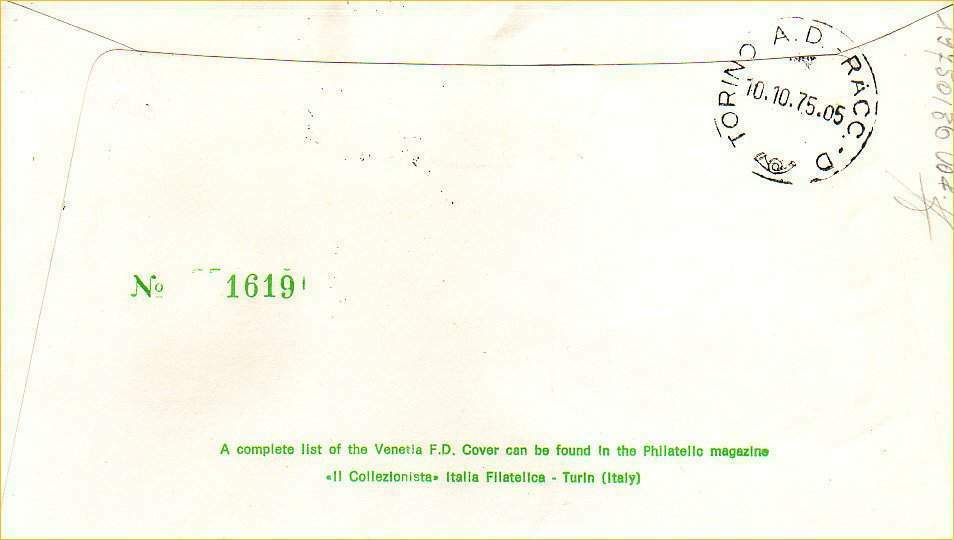 TORINO A.D. RACC. D
10.10.75.05
№ 1619
A complete list of the Venetia F.D. Cover can be found in the Philatelic magazine
«Il Collezionista» Italia Filatelica - Turin (Italy)